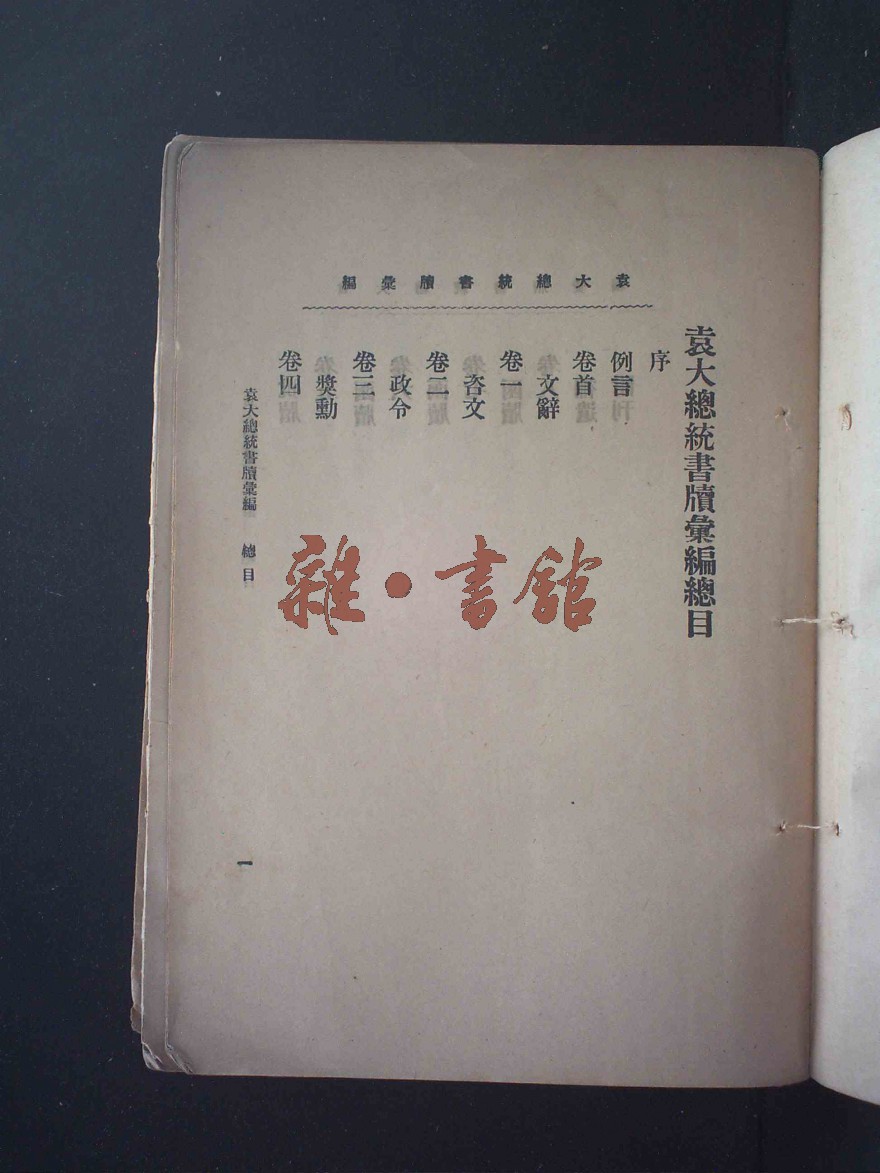 袁大總統書牘彙編
袁大總統書牘彙編總目
序
例言
卷首
文辭
卷一
咨文
卷二
政令
卷三
獎勳
卷四
袁大總統書牘彙編 總目
一
雜·書館